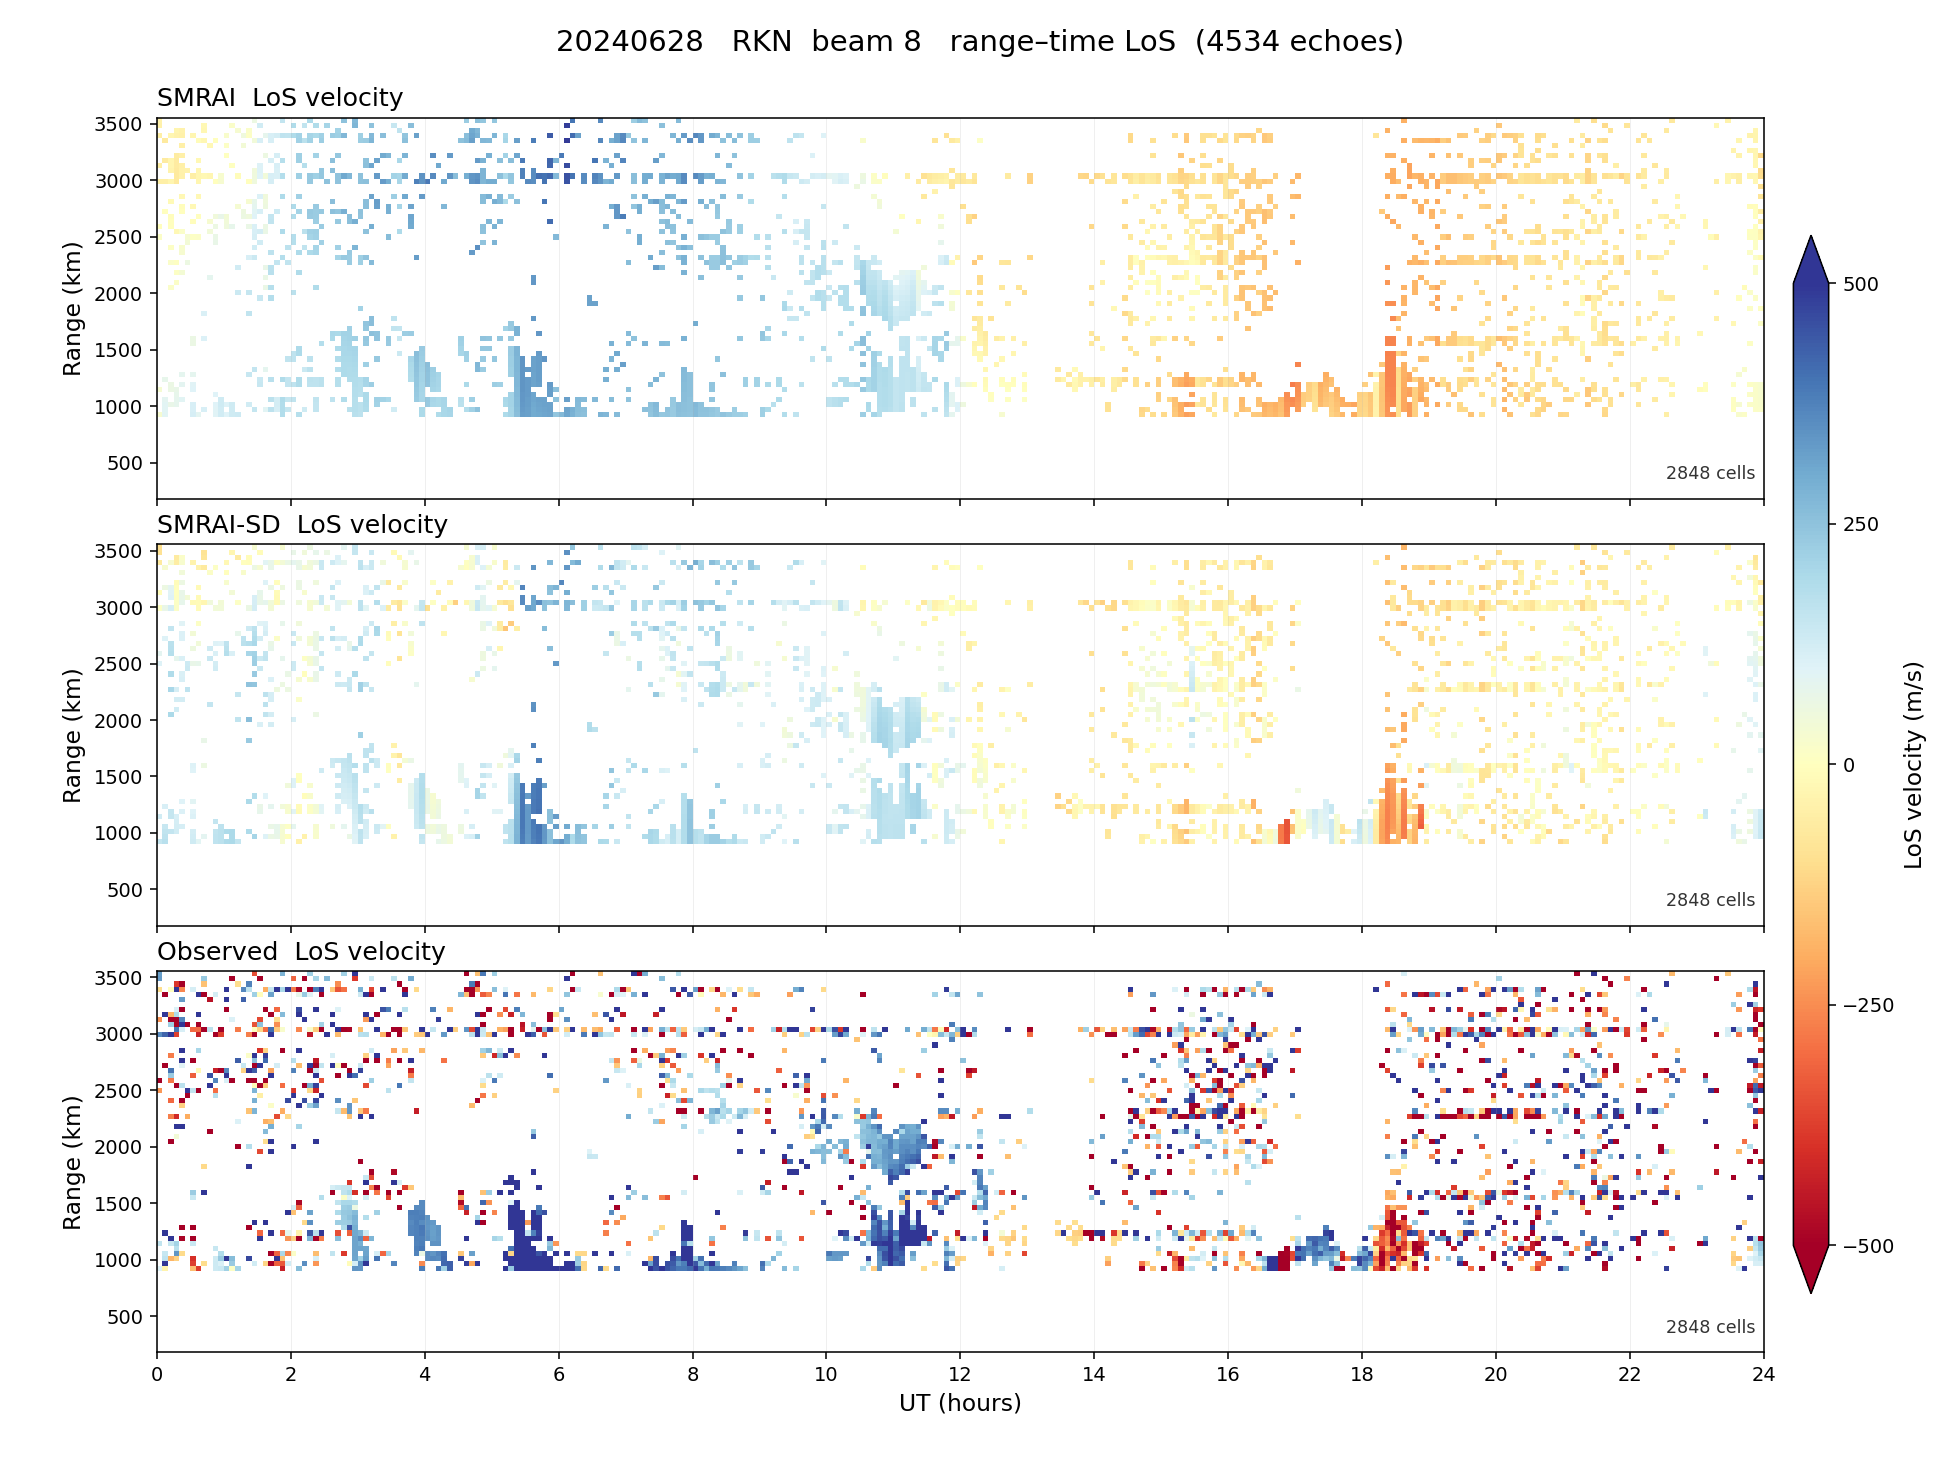 20240628   RKN  beam 8   range–time LoS  (4534 echoes)
SMRAI  LoS velocity
3500
3000
2500
2000
1500
1000
500
Range (km)
2848 cells
SMRAI-SD  LoS velocity
3500
3000
2500
2000
1500
1000
500
Range (km)
2848 cells
Observed  LoS velocity
3500
3000
2500
2000
1500
1000
500
Range (km)
2848 cells
0 2 4 6 8 10 12 14 16 18 20 22 24
UT (hours)
500
250
0
−250
−500
LoS velocity (m/s)